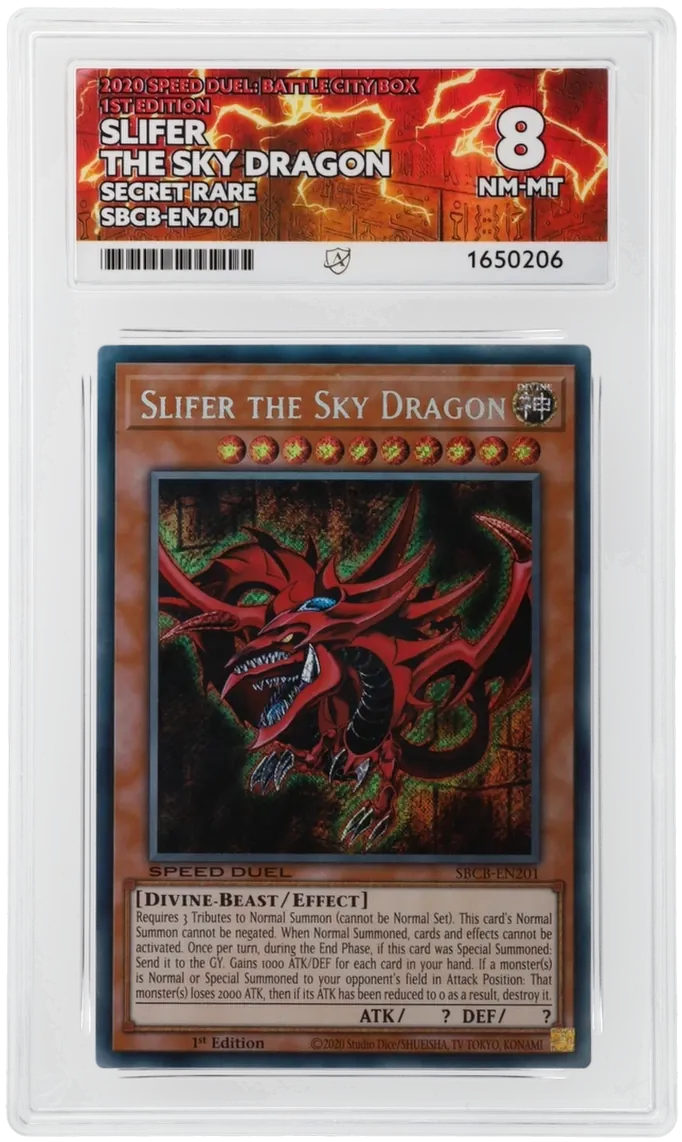 2020 SPEED DUEL: BATTLE CITY BOX
1ST EDITION
SLIFER
THE SKY DRAGON
SECRET RARE
SBCB-EN201
8
NM-MT
1650206
SLIFER THE SKY DRAGON
DIVINE
神
SPEED DUEL
SBCB-EN201
[DIVINE-BEAST/EFFECT]
Requires 3 Tributes to Normal Summon (cannot be Normal Set). This card's Normal
Summon cannot be negated. When Normal Summoned, cards and effects cannot be
activated. Once per turn, during the End Phase, if this card was Special Summoned:
Send it to the GY. Gains 1000 ATK/DEF for each card in your hand. If a monster(s)
is Normal or Special Summoned to your opponent's field in Attack Position: That
monster(s) loses 2000 ATK, then if its ATK has been reduced to 0 as a result, destroy it.
ATK/ ? DEF/ ?
1st Edition
©2020 Studio Dice/SHUEISHA, TV TOKYO, KONAMI